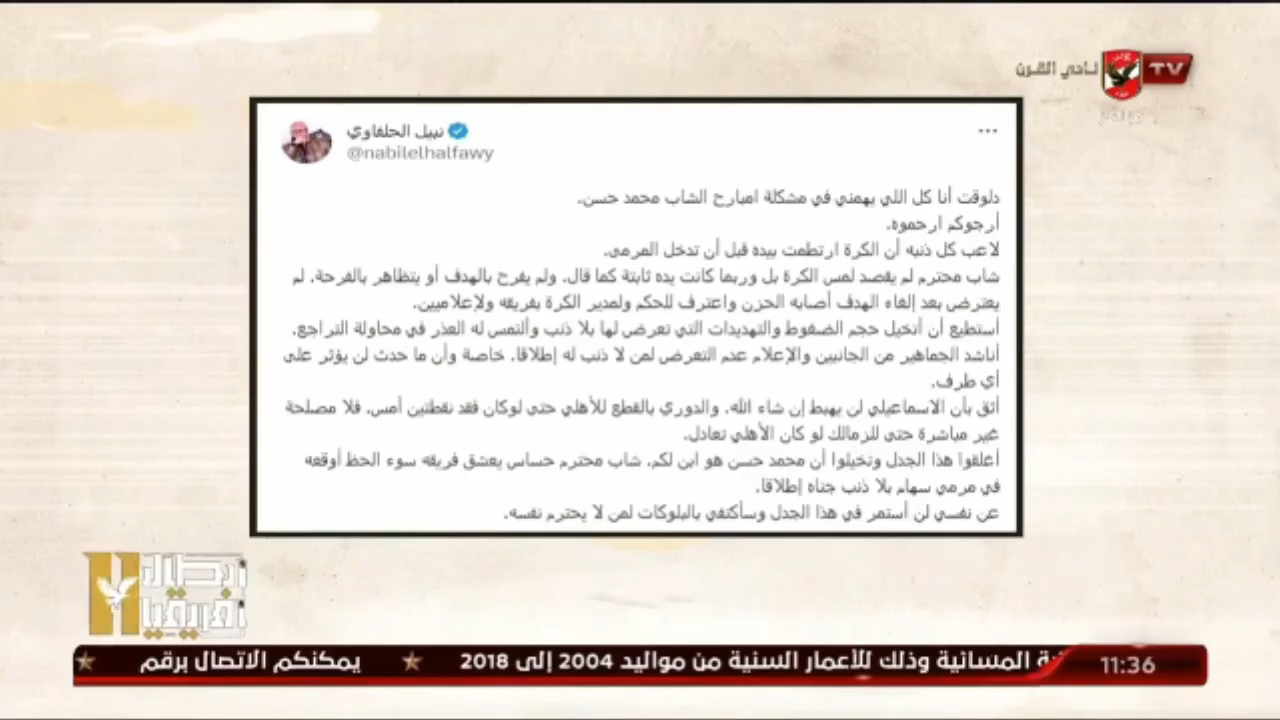 نادي القرن
TV
نبيل الحلفاوي
@nabilelhalfawy
دلوقت أنا كل اللي يهمني في مشكلة امبارح الشاب محمد حسن.
أرجوكم ارحموه.
لاعب كل ذنبه أن الكرة ارتطمت بيده قبل أن تدخل المرمى.
شاب محترم لم يقصد لمس الكرة بل وربما كانت يده ثابتة كما قال. ولم يفرح بالهدف أو يتظاهر بالفرحة. لم
يعترض بعد إلغاء الهدف أصابه الحزن واعترف للحكم ولمدير الكرة بفريقه ولإعلاميين.
أستطيع أن أتخيل حجم الضغوط والتهديدات التي تعرض لها بلا ذنب وألتمس له العذر في محاولة التراجع.
أناشد الجماهير من الجانبين والإعلام عدم التعرض لمن لا ذنب له إطلاقا. خاصة وأن ما حدث لن يؤثر على
أي طرف.
أثق بأن الاسماعيلي لن يهبط إن شاء الله. والدوري بالقطع للأهلي حتى لوكان فقد نقطتين أمس. فلا مصلحة
غير مباشرة حتى للزمالك لو كان الأهلي تعادل.
أغلقوا هذا الجدل وتخيلوا أن محمد حسن هو ابن لكم. شاب محترم حساس يعشق فريقه سوء الحظ أوقعه
في مرمي سهام بلا ذنب جناه إطلاقا.
عن نفسي لن أستمر في هذا الجدل وسأكتفي بالبلوكات لمن لا يحترم نفسه.
أبطال
أفريقيا
11
11:36
المسائية وذلك للأعمار السنية من مواليد 2004 إلى 2018 ★ يمكنكم الاتصال برقم ★